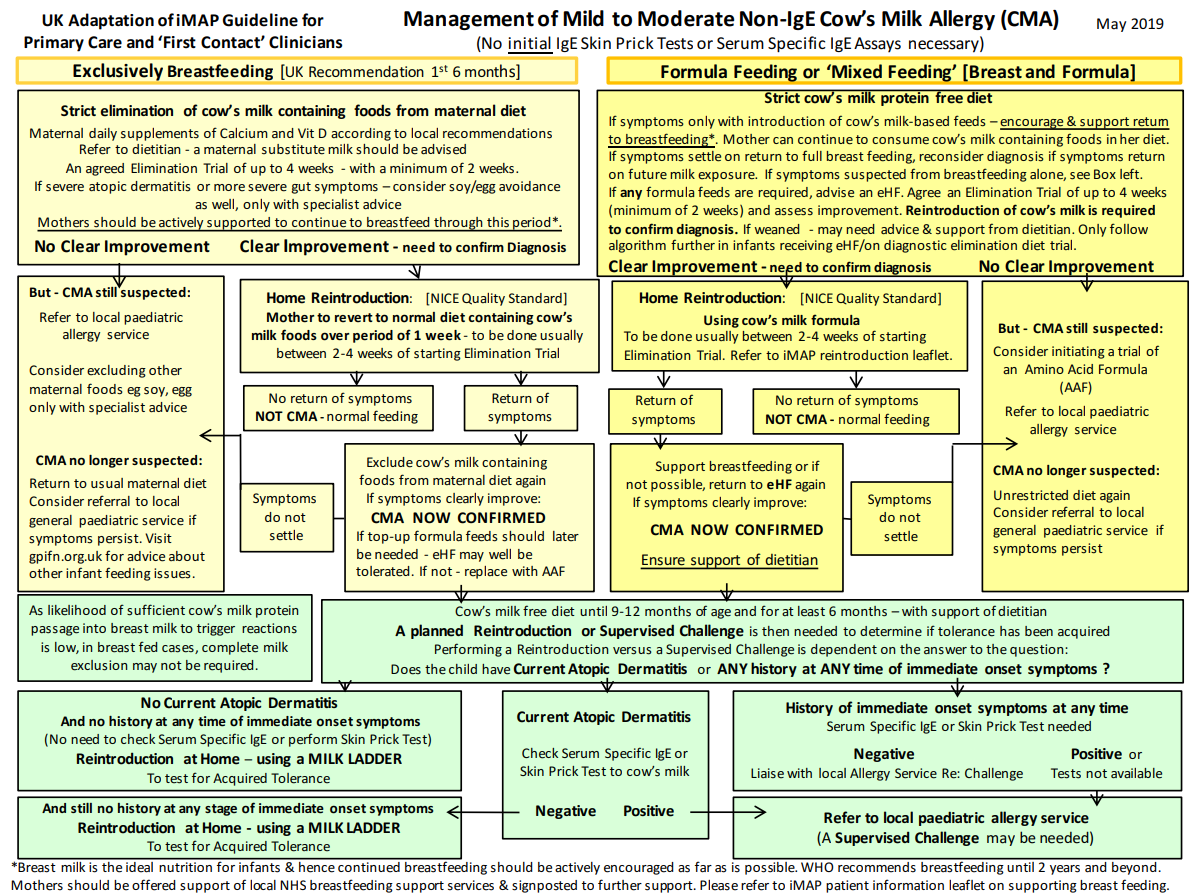 UK Adaptation of iMAP Guideline for
Primary Care and ‘First Contact’ Clinicians
Management of Mild to Moderate Non-IgE Cow’s Milk Allergy (CMA)
(No initial IgE Skin Prick Tests or Serum Specific IgE Assays necessary)
May 2019
Exclusively Breastfeeding [UK Recommendation 1st 6 months]
Strict elimination of cow’s milk containing foods from maternal diet
Maternal daily supplements of Calcium and Vit D according to local recommendations
Refer to dietitian - a maternal substitute milk should be advised
An agreed Elimination Trial of up to 4 weeks - with a minimum of 2 weeks.
If severe atopic dermatitis or more severe gut symptoms – consider soy/egg avoidance
as well, only with specialist advice
Mothers should be actively supported to continue to breastfeed through this period*.
No Clear Improvement
Clear Improvement - need to confirm Diagnosis
Formula Feeding or ‘Mixed Feeding’ [Breast and Formula]
Strict cow’s milk protein free diet
If symptoms only with introduction of cow’s milk-based feeds – encourage & support return
to breastfeeding*. Mother can continue to consume cow’s milk containing foods in her diet.
If symptoms settle on return to full breast feeding, reconsider diagnosis if symptoms return
on future milk exposure. If symptoms suspected from breastfeeding alone, see Box left.
If any formula feeds are required, advise an eHF. Agree an Elimination Trial of up to 4 weeks
(minimum of 2 weeks) and assess improvement. Reintroduction of cow’s milk is required
to confirm diagnosis. If weaned - may need advice & support from dietitian. Only follow
algorithm further in infants receiving eHF/on diagnostic elimination diet trial.
Clear Improvement - need to confirm diagnosis
No Clear Improvement
But - CMA still suspected:
Refer to local paediatric
allergy service
Consider excluding other
maternal foods eg soy, egg
only with specialist advice
CMA no longer suspected:
Return to usual maternal diet
Consider referral to local
general paediatric service if
symptoms persist. Visit
gpifn.org.uk for advice about
other infant feeding issues.
Home Reintroduction: [NICE Quality Standard]
Mother to revert to normal diet containing cow’s
milk foods over period of 1 week - to be done usually
between 2-4 weeks of starting Elimination Trial
No return of symptoms
NOT CMA - normal feeding
Return of
symptoms
Exclude cow’s milk containing
foods from maternal diet again
If symptoms clearly improve:
CMA NOW CONFIRMED
If top-up formula feeds should later
be needed - eHF may well be
tolerated. If not - replace with AAF
Symptoms
do not
settle
Home Reintroduction: [NICE Quality Standard]
Using cow’s milk formula
To be done usually between 2-4 weeks of starting
Elimination Trial. Refer to iMAP reintroduction leaflet.
Return of
symptoms
No return of symptoms
NOT CMA - normal feeding
Support breastfeeding or if
not possible, return to eHF again
If symptoms clearly improve:
CMA NOW CONFIRMED
Ensure support of dietitian
Symptoms
do not
settle
But - CMA still suspected:
Consider initiating a trial of
an Amino Acid Formula
(AAF)
Refer to local paediatric
allergy service
CMA no longer suspected:
Unrestricted diet again
Consider referral to local
general paediatric service if
symptoms persist
As likelihood of sufficient cow’s milk protein
passage into breast milk to trigger reactions
is low, in breast fed cases, complete milk
exclusion may not be required.
Cow’s milk free diet until 9-12 months of age and for at least 6 months – with support of dietitian
A planned Reintroduction or Supervised Challenge is then needed to determine if tolerance has been acquired
Performing a Reintroduction versus a Supervised Challenge is dependent on the answer to the question:
Does the child have Current Atopic Dermatitis or ANY history at ANY time of immediate onset symptoms ?
No Current Atopic Dermatitis
And no history at any time of immediate onset symptoms
(No need to check Serum Specific IgE or perform Skin Prick Test)
Reintroduction at Home – using a MILK LADDER
To test for Acquired Tolerance
And still no history at any stage of immediate onset symptoms
Reintroduction at Home - using a MILK LADDER
To test for Acquired Tolerance
Current Atopic Dermatitis
Check Serum Specific IgE or
Skin Prick Test to cow’s milk
Negative Positive
History of immediate onset symptoms at any time
Serum Specific IgE or Skin Prick Test needed
Negative Positive or
Liaise with local Allergy Service Re: Challenge Tests not available
Refer to local paediatric allergy service
(A Supervised Challenge may be needed)
*Breast milk is the ideal nutrition for infants & hence continued breastfeeding should be actively encouraged as far as is possible. WHO recommends breastfeeding until 2 years and beyond.
Mothers should be offered support of local NHS breastfeeding support services & signposted to further support. Please refer to iMAP patient information leaflet on supporting breast feeding.